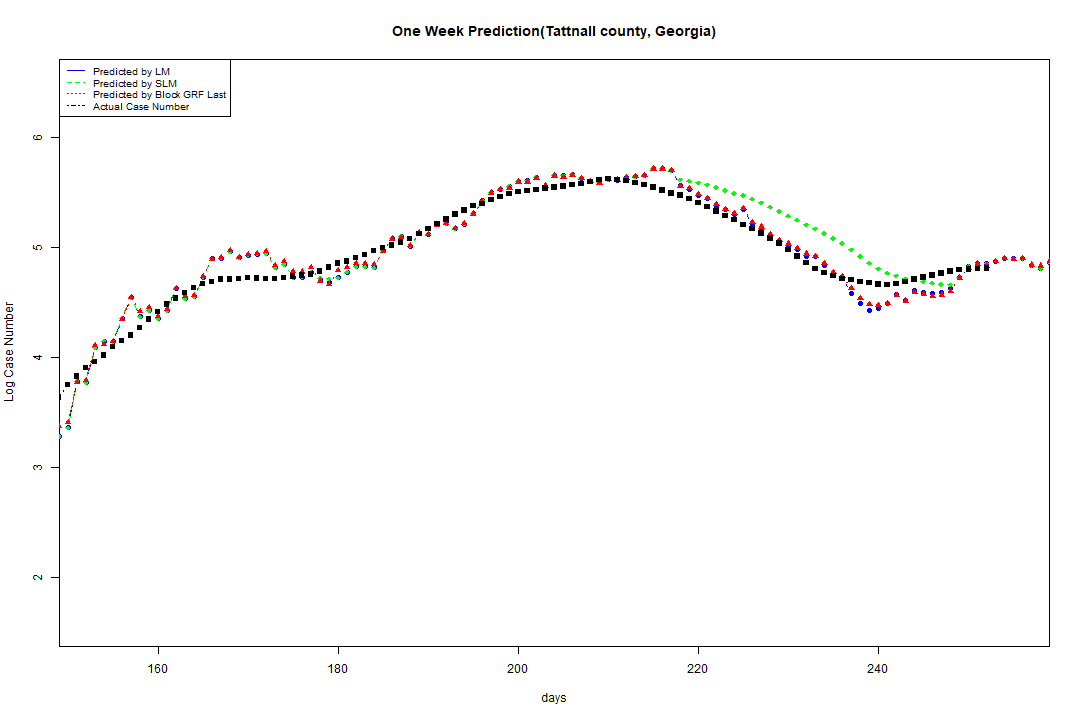 One Week Prediction(Tattnall county, Georgia)
Predicted by LM
Predicted by SLM
Predicted by Block GRF Last
Actual Case Number
Log Case Number
6
5
4
3
2
160 180 200 220 240
days